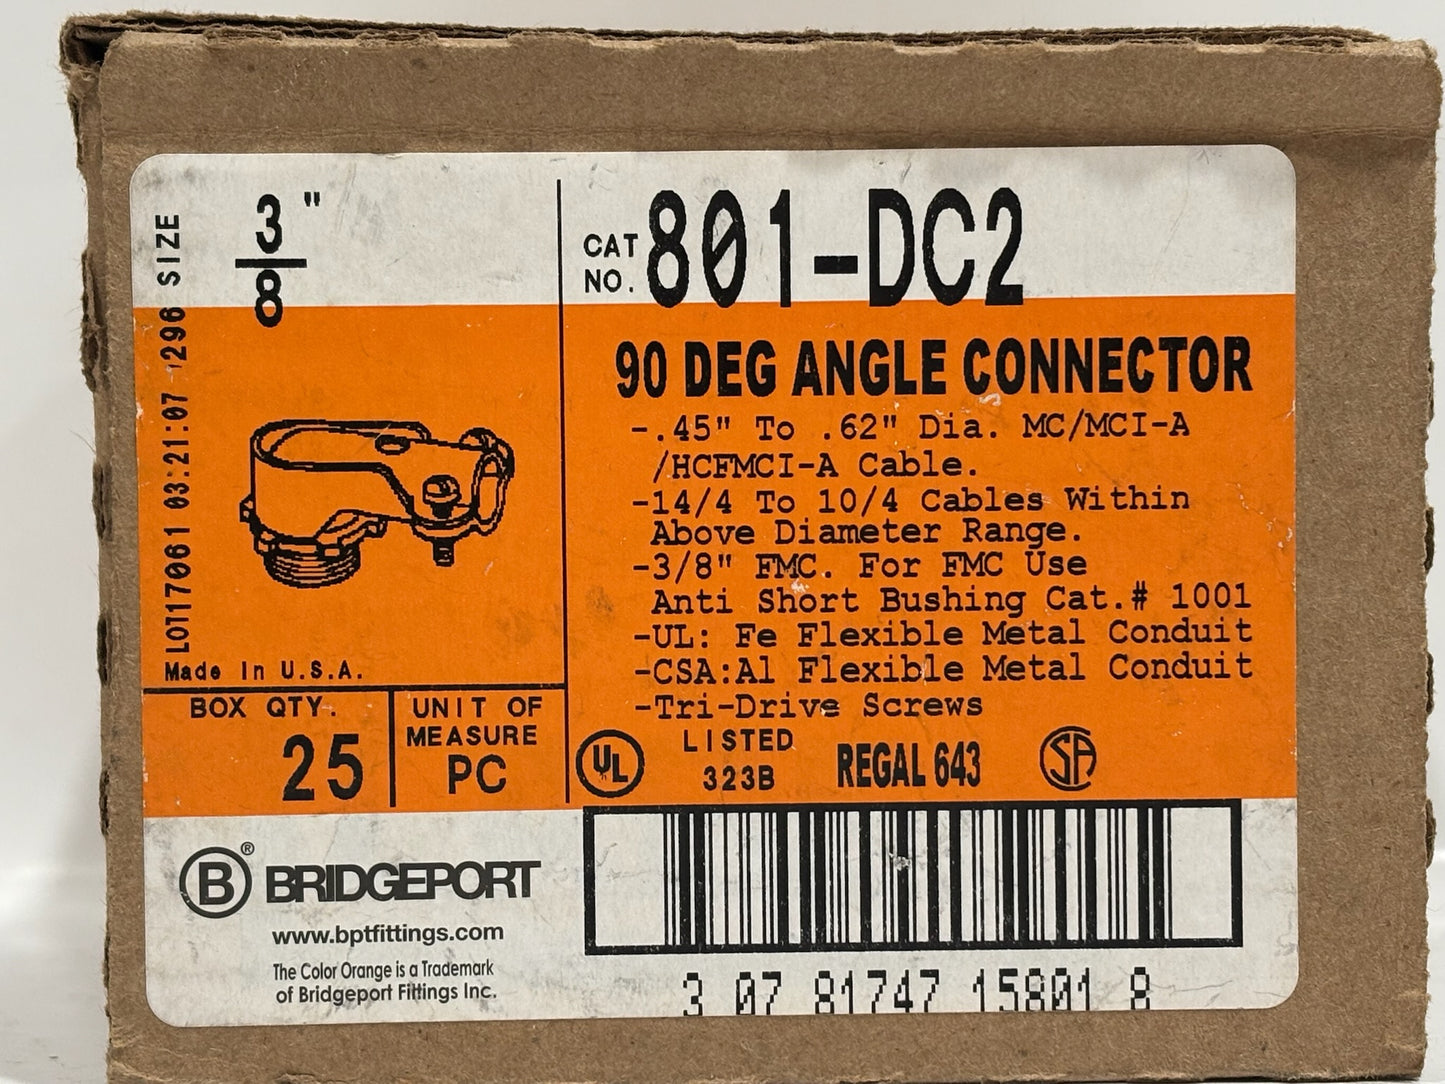 SIZE
3"
8
CAT NO. 801-DC2
90 DEG ANGLE CONNECTOR
-.45" To .62" Dia. MC/MCI-A
/HCFMCI-A Cable.
-14/4 To 10/4 Cables Within
Above Diameter Range.
-3/8" FMC. For FMC Use
Anti Short Bushing Cat.# 1001
-UL: Fe Flexible Metal Conduit
-CSA:Al Flexible Metal Conduit
-Tri-Drive Screws
UL LISTED
323B
REGAL 643
SA
LOT17061 03:21:07
Made In U.S.A.
BOX QTY.
25
UNIT OF
MEASURE
PC
B® BRIDGEPORT
www.bptfittings.com
The Color Orange is a Trademark
of Bridgeport Fittings Inc.
3 07 81747 15801 8